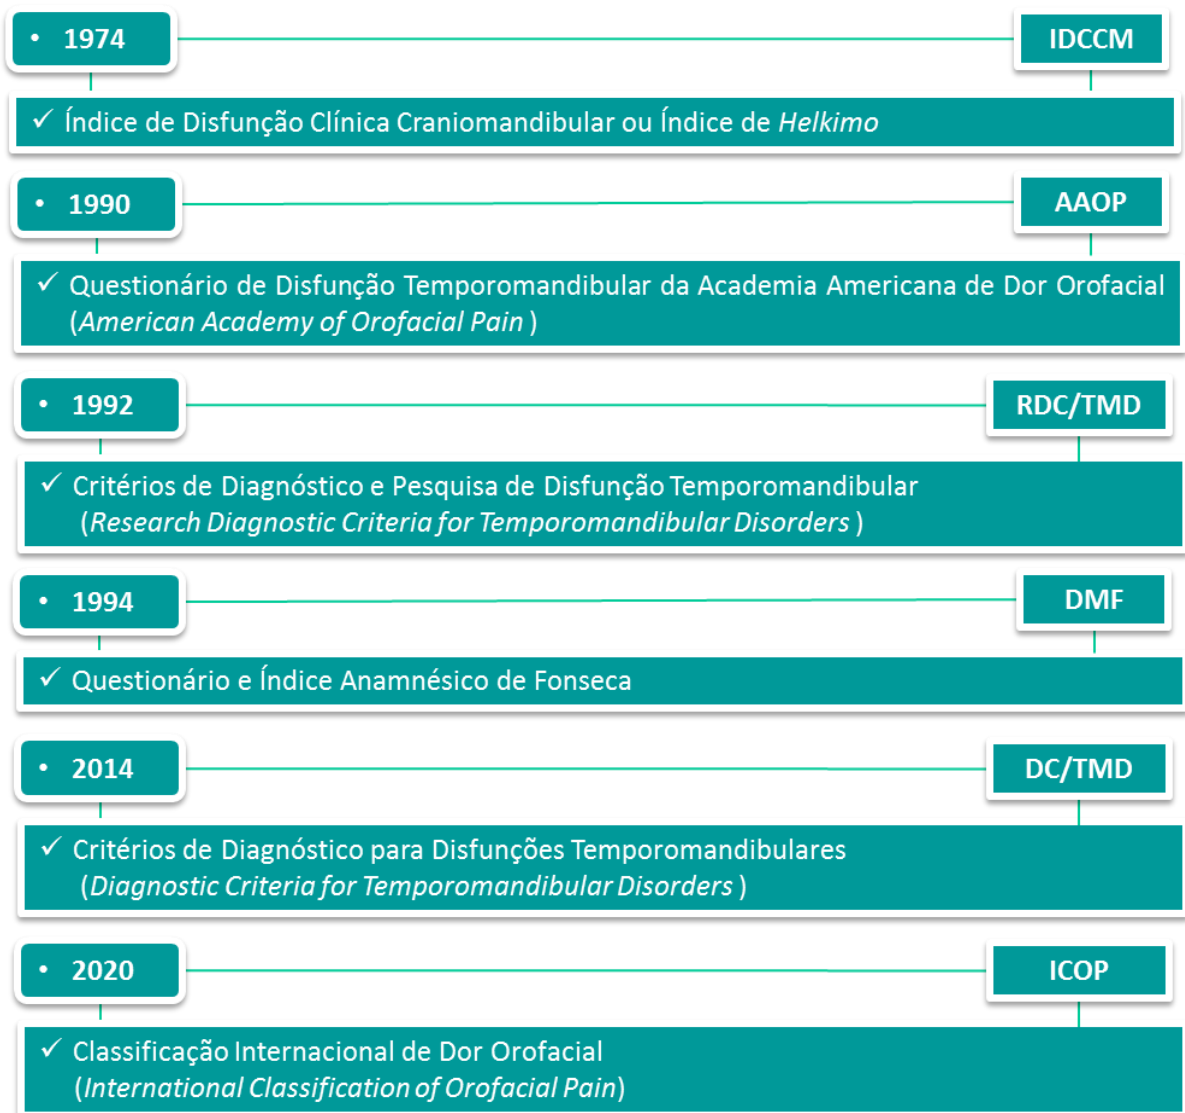 • 1974 IDCCM
✓ Índice de Disfunção Clínica Craniomandibular ou Índice de Helkimo
• 1990 AAOP
✓ Questionário de Disfunção Temporomandibular da Academia Americana de Dor Orofacial
(American Academy of Orofacial Pain )
• 1992 RDC/TMD
✓ Critérios de Diagnóstico e Pesquisa de Disfunção Temporomandibular
(Research Diagnostic Criteria for Temporomandibular Disorders )
• 1994 DMF
✓ Questionário e Índice Anamnésico de Fonseca
• 2014 DC/TMD
✓ Critérios de Diagnóstico para Disfunções Temporomandibulares
(Diagnostic Criteria for Temporomandibular Disorders )
• 2020 ICOP
✓ Classificação Internacional de Dor Orofacial
(International Classification of Orofacial Pain)